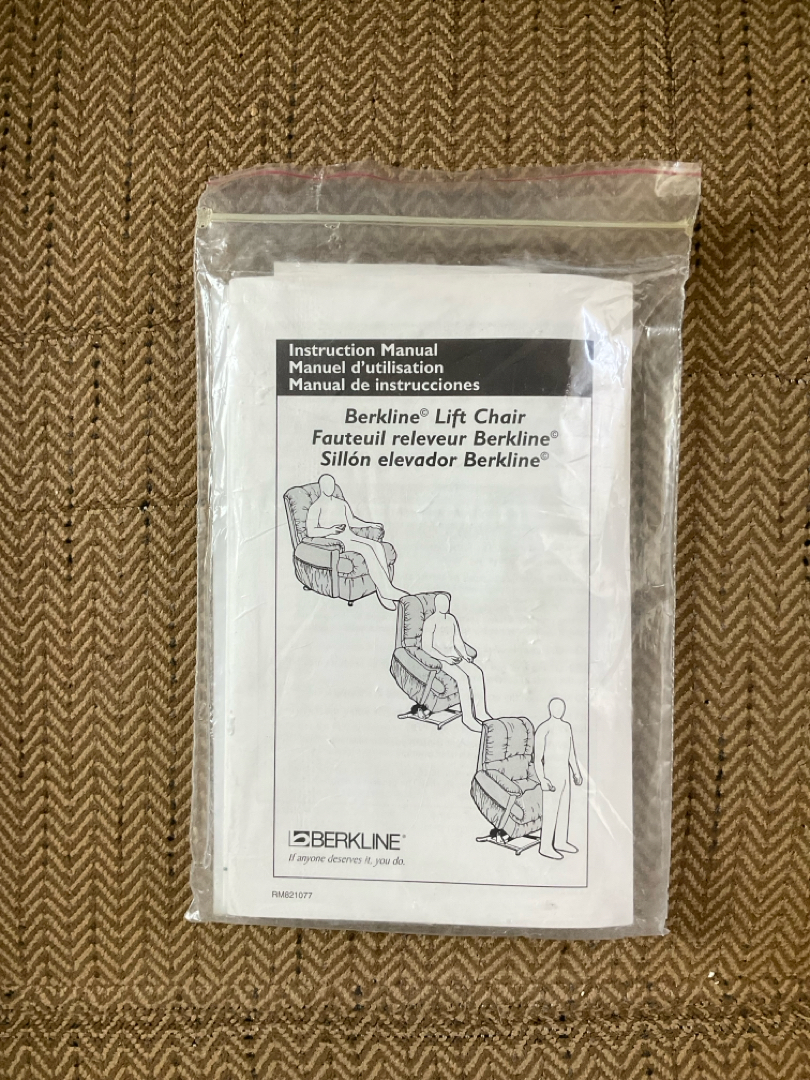 Instruction Manual
Manuel d'utilisation
Manual de instrucciones
Berkline© Lift Chair
Fauteuil releveur Berkline©
Sillón elevador Berkline©
BERKLINE®
If anyone deserves it, you do.
RM821077